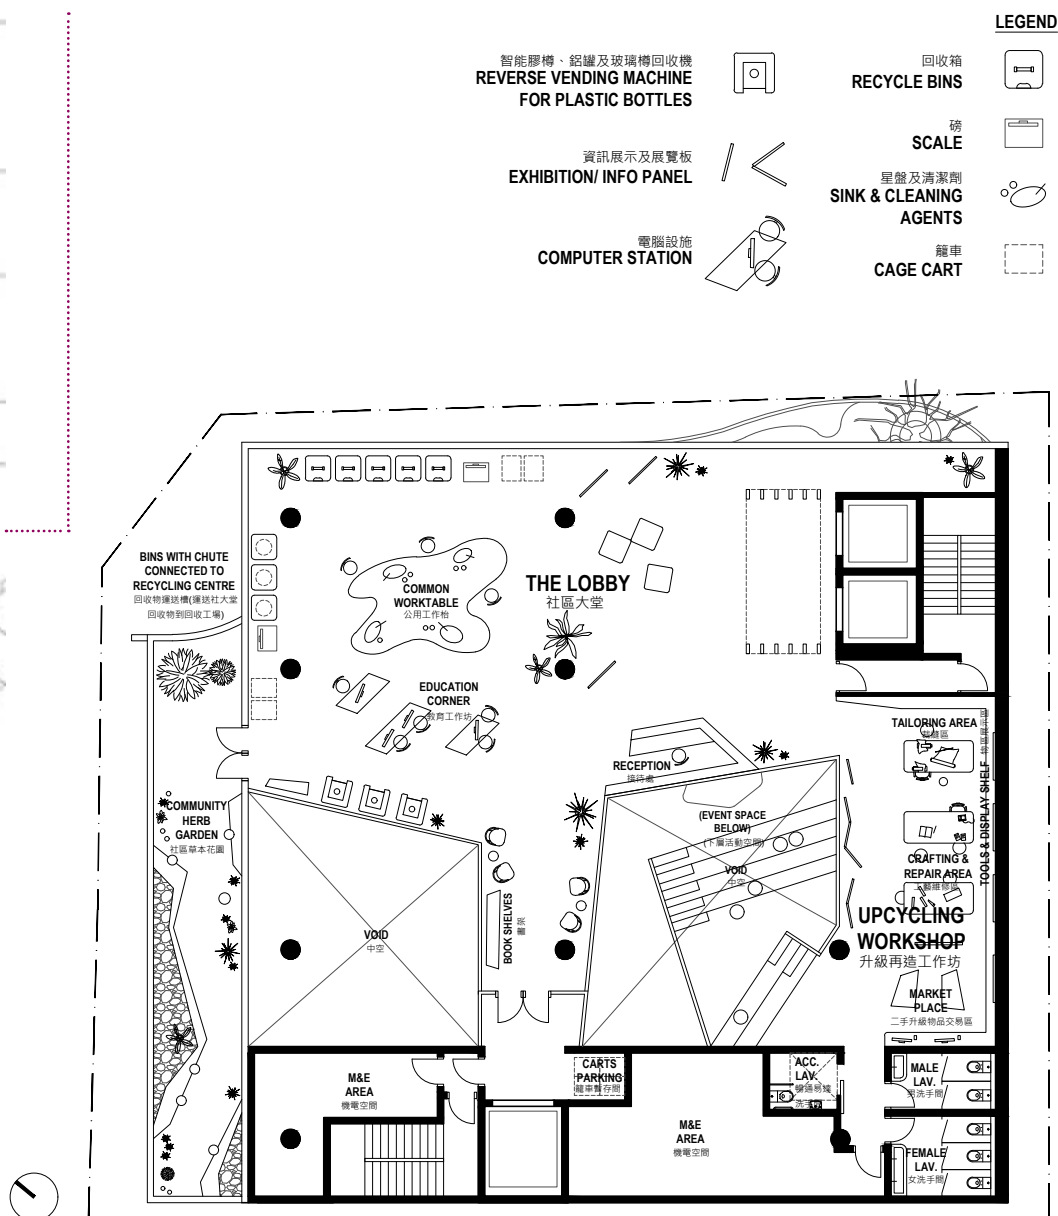 LEGEND
智能膠樽、鋁罐及玻璃樽回收機
REVERSE VENDING MACHINE
FOR PLASTIC BOTTLES
回收箱
RECYCLE BINS
磅
SCALE
資訊展示及展覽板
EXHIBITION/ INFO PANEL
星盤及清潔劑
SINK & CLEANING
AGENTS
電腦設施
COMPUTER STATION
籠車
CAGE CART
BINS WITH CHUTE
CONNECTED TO
RECYCLING CENTRE
回收物運送槽(運送社大堂
回收物到回收工場)
COMMON
WORKTABLE
公用工作枱
THE LOBBY
社區大堂
EDUCATION
CORNER
教育工作坊
RECEPTION
接待處
TAILORING AREA
裁縫區
TOOLS & DISPLAY SHELF
COMMUNITY
HERB
GARDEN
社區草本花園
(EVENT SPACE
BELOW)
(下層活動空間)
VOID
中空
CRAFTING &
REPAIR AREA
BOOK SHELVES
書架
VOID
中空
UPCYCLING
WORKSHOP
升級再造工作坊
MARKET
PLACE
二手升級物品交易區
M&E
AREA
機電空間
CARTS
PARKING
籠車暫存間
ACC.
LAV.
暢通易達
洗手間
MALE
LAV.
男洗手間
M&E
AREA
機電空間
FEMALE
LAV.
女洗手間